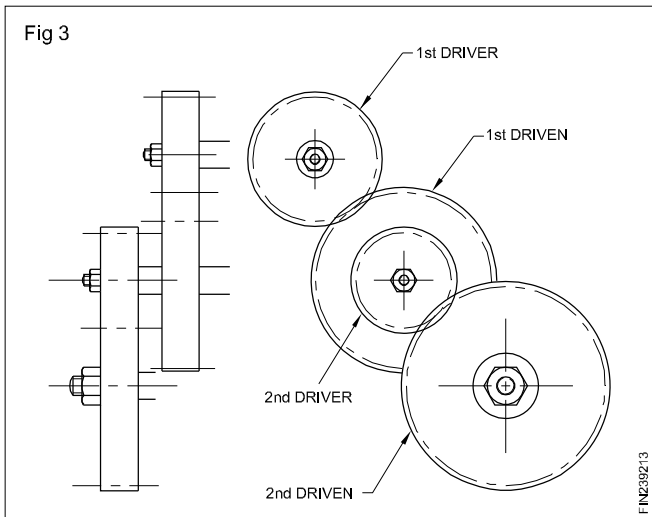 Fig 3
1st DRIVER
1st DRIVEN
2nd DRIVER
2nd DRIVEN
FIN239213